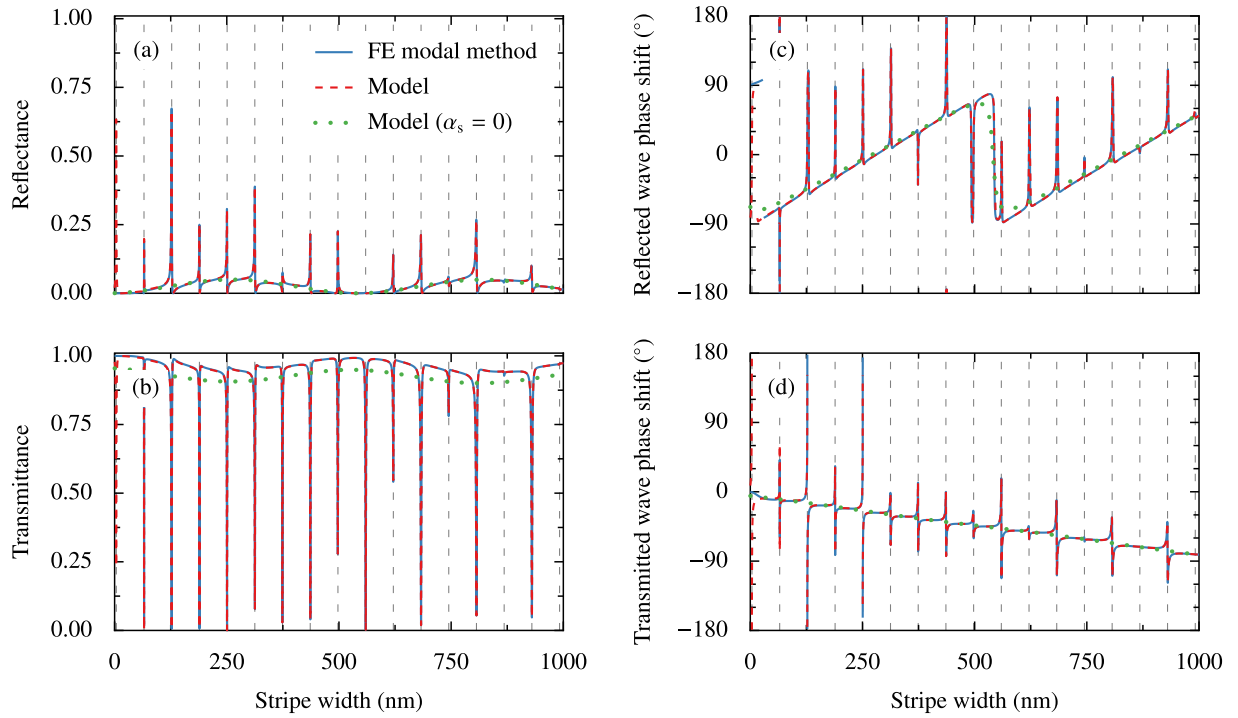 (a)
FE modal method
Model
Model (αs = 0)
Reflectance
1.00
0.75
0.50
0.25
0.00
(c)
Reflected wave phase shift (°)
180
90
0
−90
−180
(b)
Transmittance
1.00
0.75
0.50
0.25
0.00
0
250
500
750
1000
Stripe width (nm)
(d)
Transmitted wave phase shift (°)
180
90
0
−90
−180
0
250
500
750
1000
Stripe width (nm)